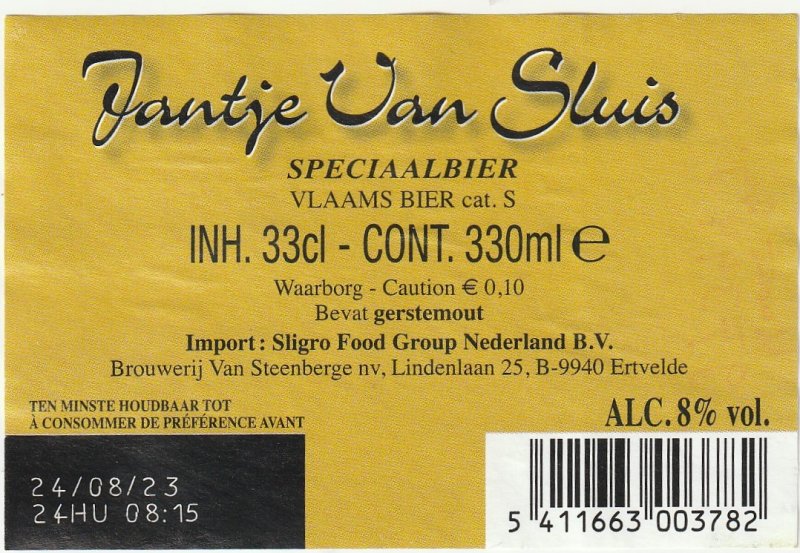 Jantje Van Sluis
SPECIAALBIER
VLAAMS BIER cat. S
INH. 33cl - CONT. 330ml e
Waarborg - Caution € 0,10
Bevat gerstemout
Import : Sligro Food Group Nederland B.V.
Brouwerij Van Steenberge nv, Lindenlaan 25, B-9940 Ertvelde
TEN MINSTE HOUDBAAR TOT
À CONSOMMER DE PRÉFÉRENCE AVANT
ALC. 8% vol.
24/08/23
24HU 08:15
5 411663 003782